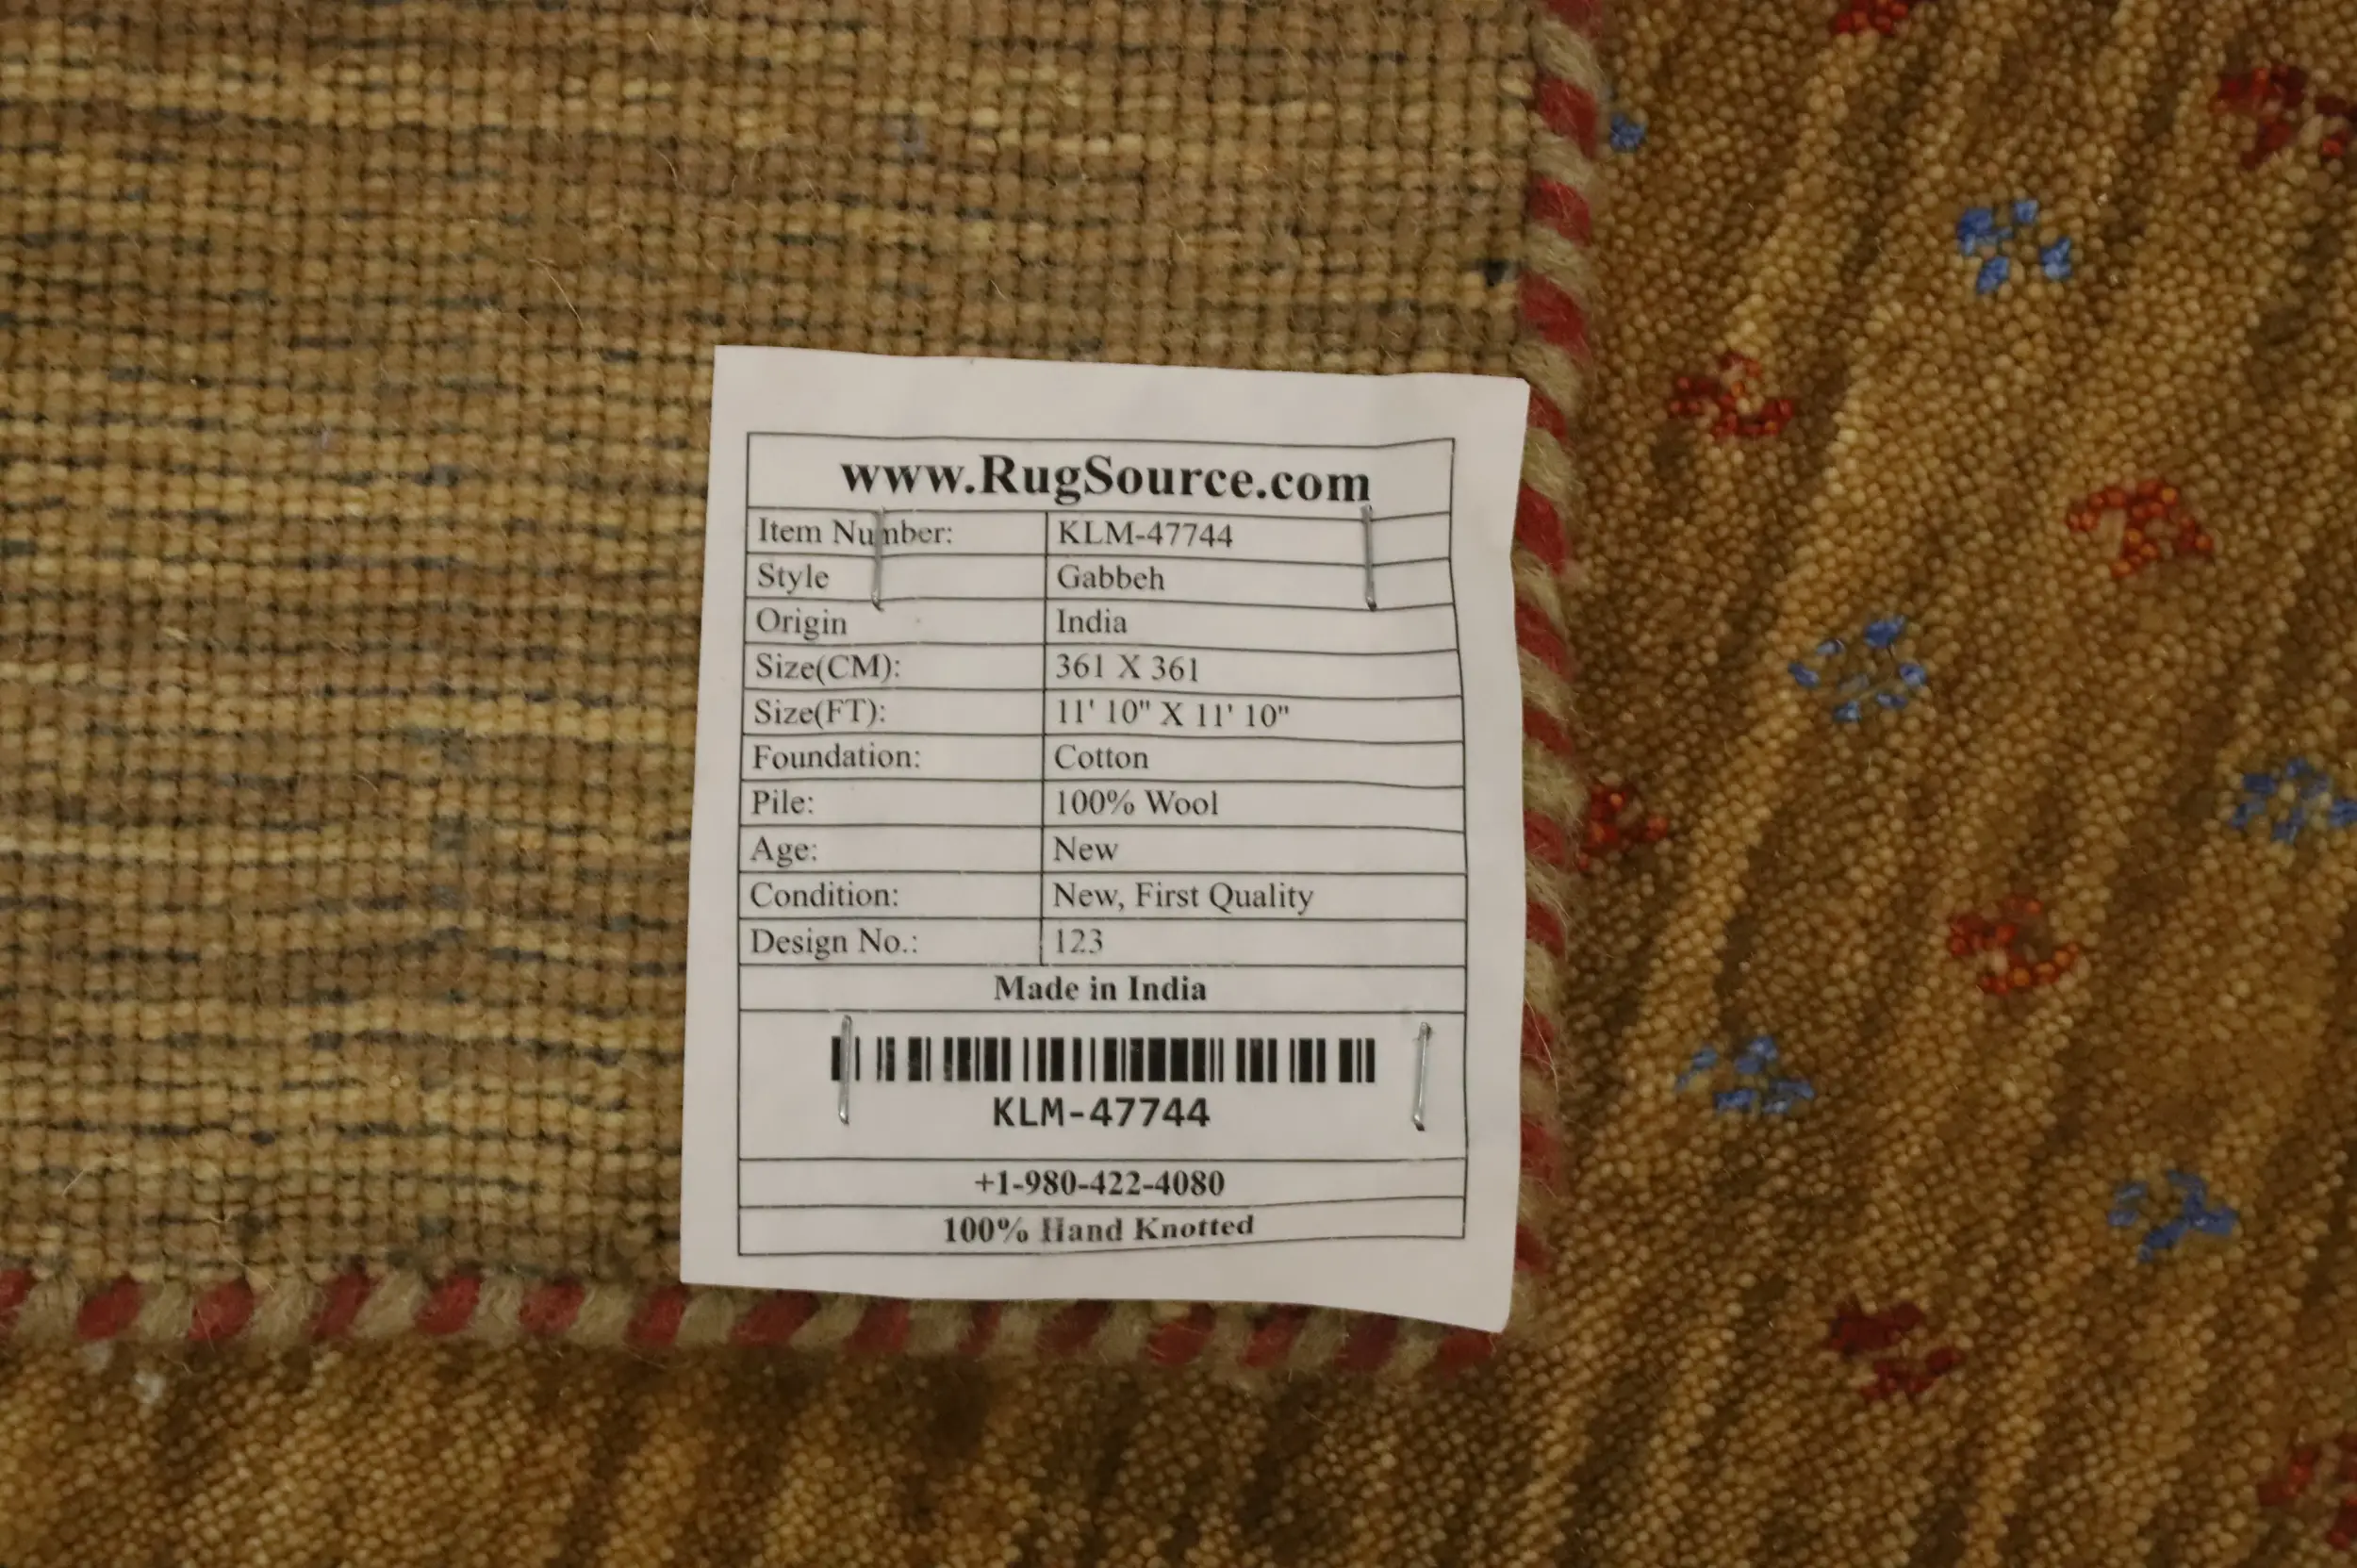 www.RugSource.com
Item Number: KLM-47744
Style Gabbeh
Origin India
Size(CM): 361 X 361
Size(FT): 11' 10" X 11' 10"
Foundation: Cotton
Pile: 100% Wool
Age: New
Condition: New, First Quality
Design No.: 123
Made in India
KLM-47744
+1-980-422-4080
100% Hand Knotted